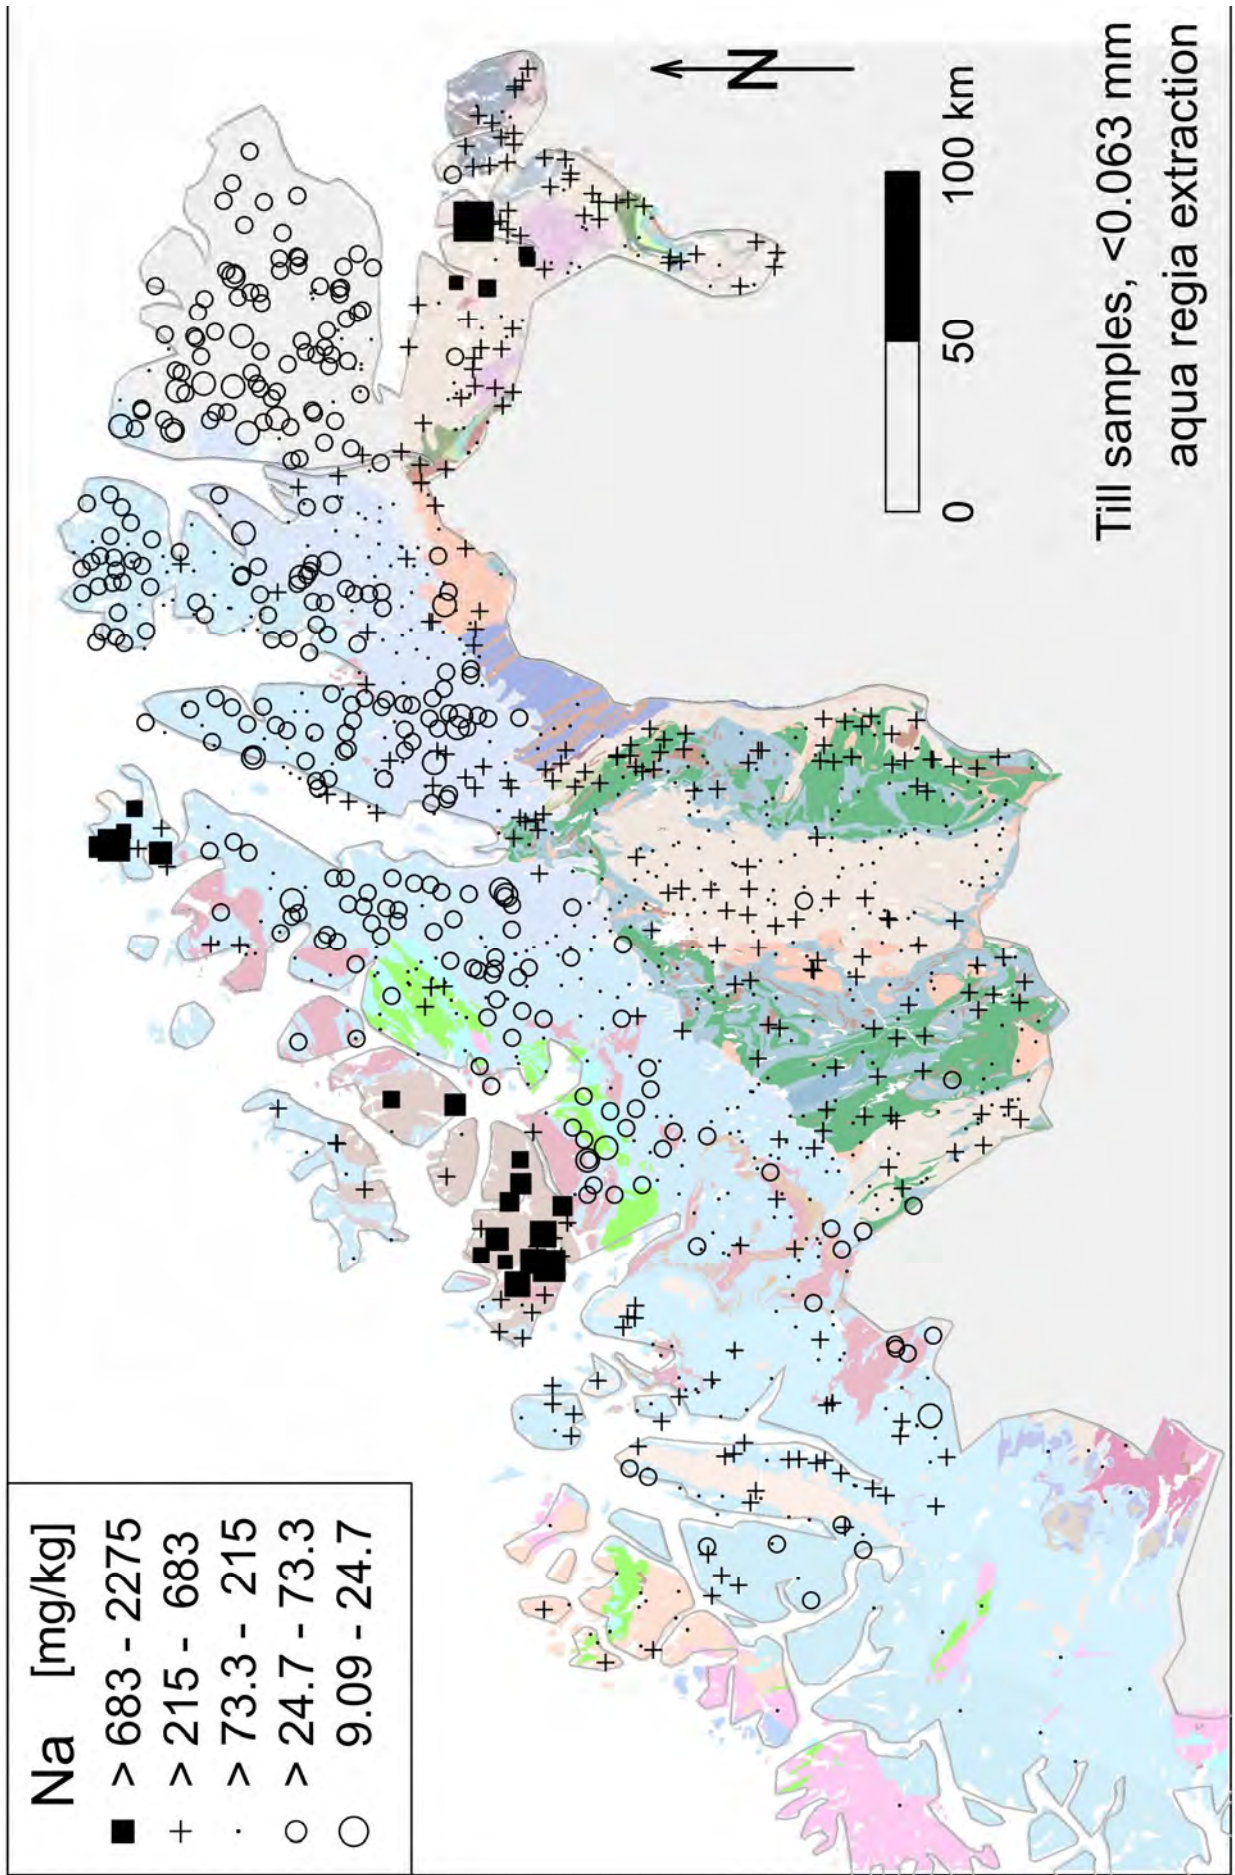 Na [mg/kg]
> 683 - 2275
> 215 - 683
> 73.3 - 215
> 24.7 - 73.3
9.09 - 24.7
N
0 50 100 km
Till samples, <0.063 mm
aqua regia extraction